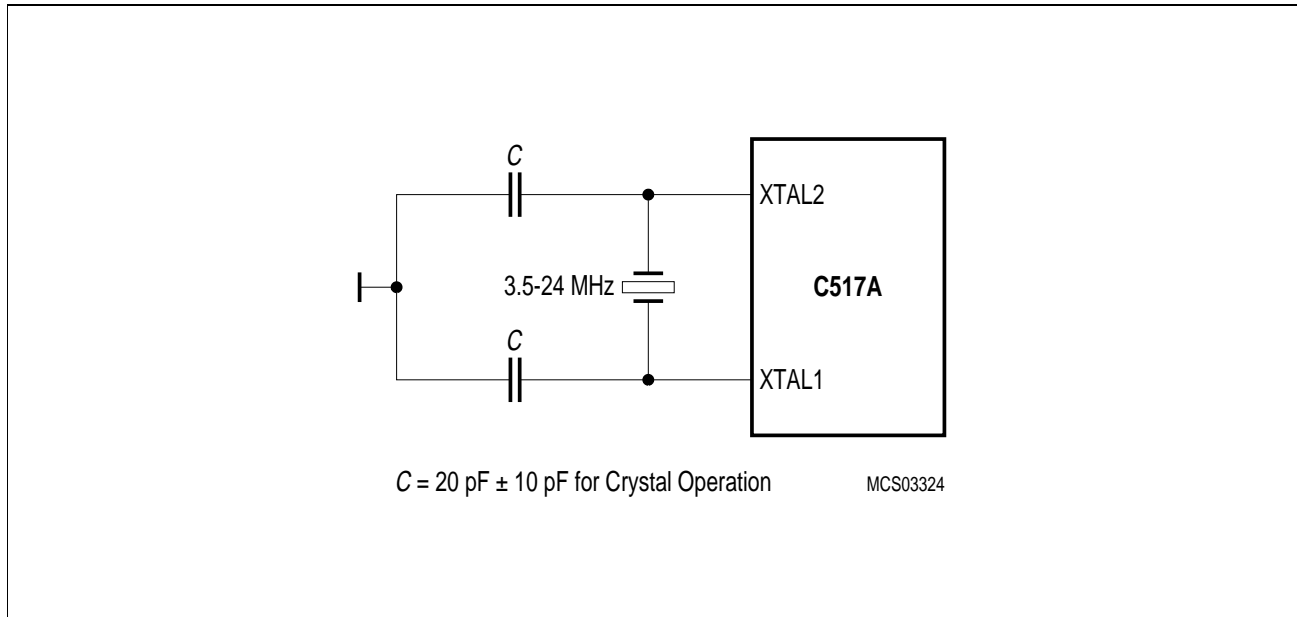 C
XTAL2
3.5-24 MHz
C517A
C
XTAL1
C = 20 pF ± 10 pF for Crystal Operation
MCS03324